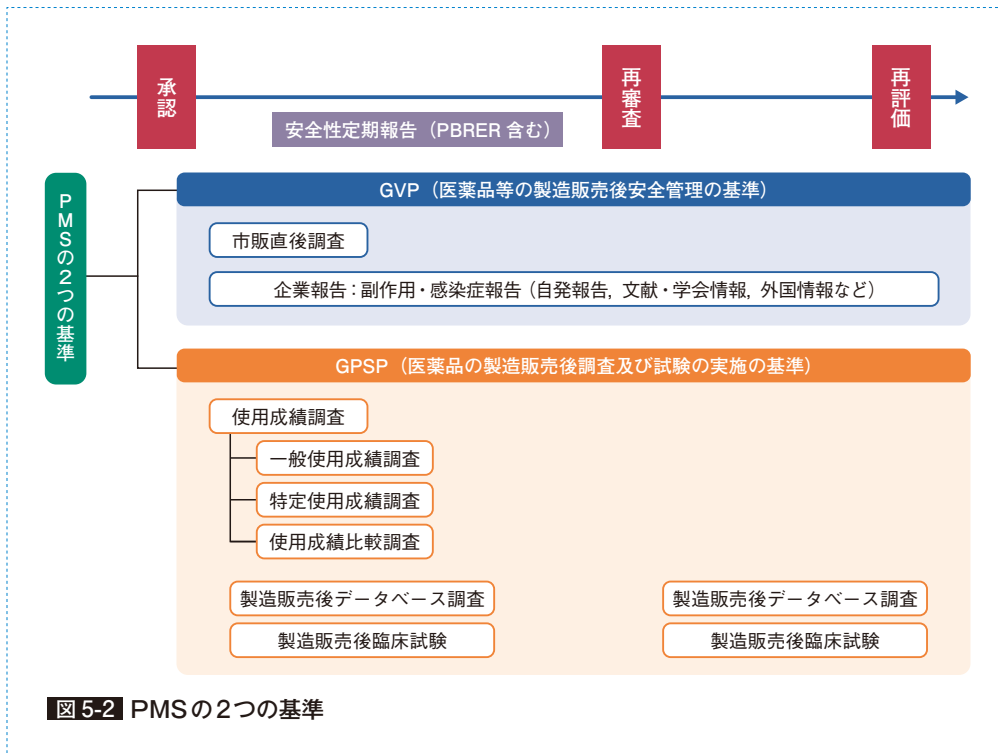 承認
再審査
再評価
安全性定期報告（PBRER 含む）
PMSの2つの基準
GVP（医薬品等の製造販売後安全管理の基準）
市販直後調査
企業報告：副作用・感染症報告（自発報告，文献・学会情報，外国情報など）
GPSP（医薬品の製造販売後調査及び試験の実施の基準）
使用成績調査
一般使用成績調査
特定使用成績調査
使用成績比較調査
製造販売後データベース調査
製造販売後データベース調査
製造販売後臨床試験
製造販売後臨床試験
図 5-2 PMSの2つの基準